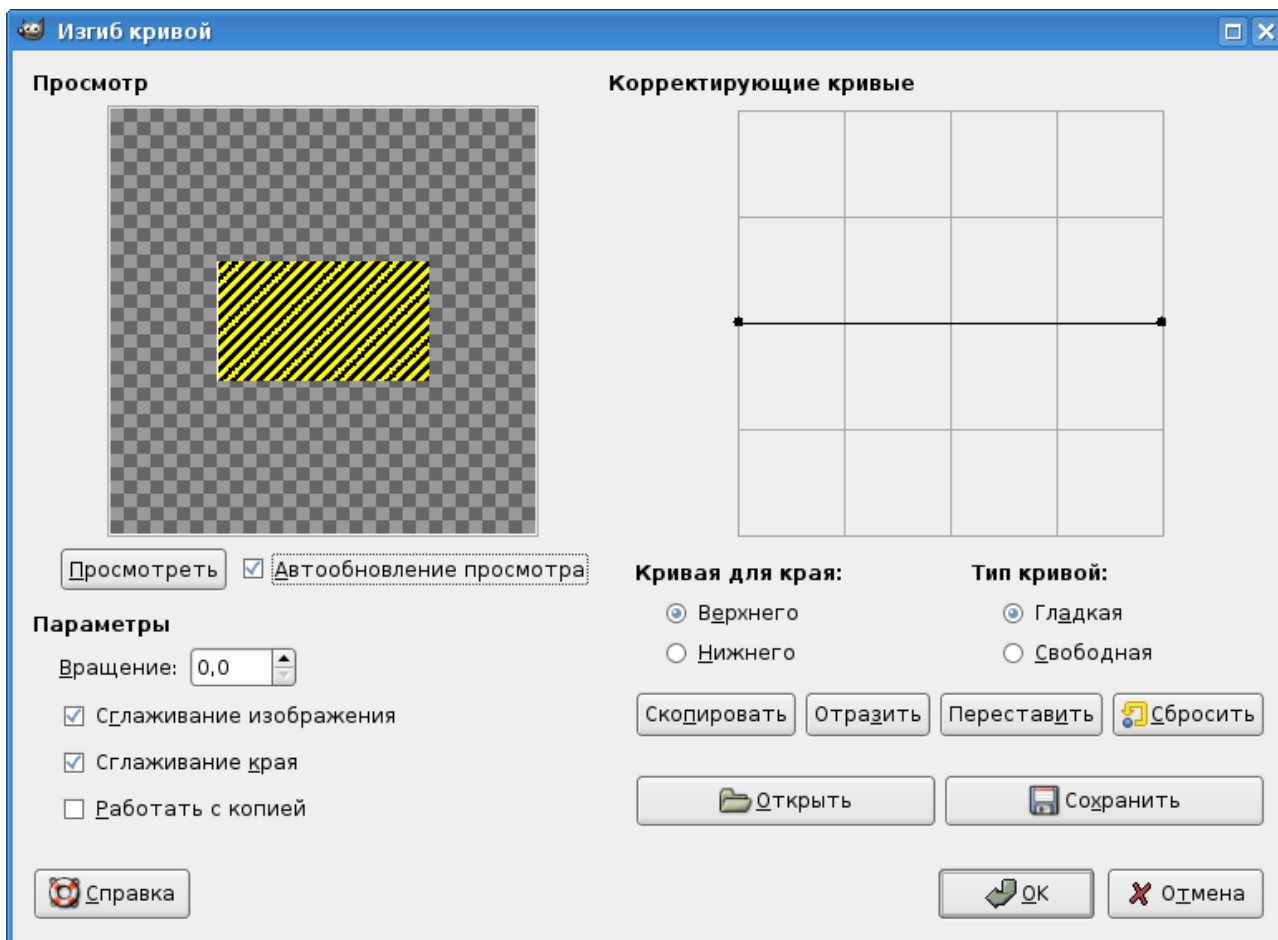 Изгиб кривой
Просмотр
Корректирующие кривые
Просмотреть
Автообновление просмотра
Параметры
Вращение: 0,0
Сглаживание изображения
Сглаживание края
Работать с копией
Кривая для края:
Верхнего
Нижнего
Тип кривой:
Гладкая
Свободная
Скопировать
Отразить
Переставить
Сбросить
Открыть
Сохранить
Справка
OK
Отмена